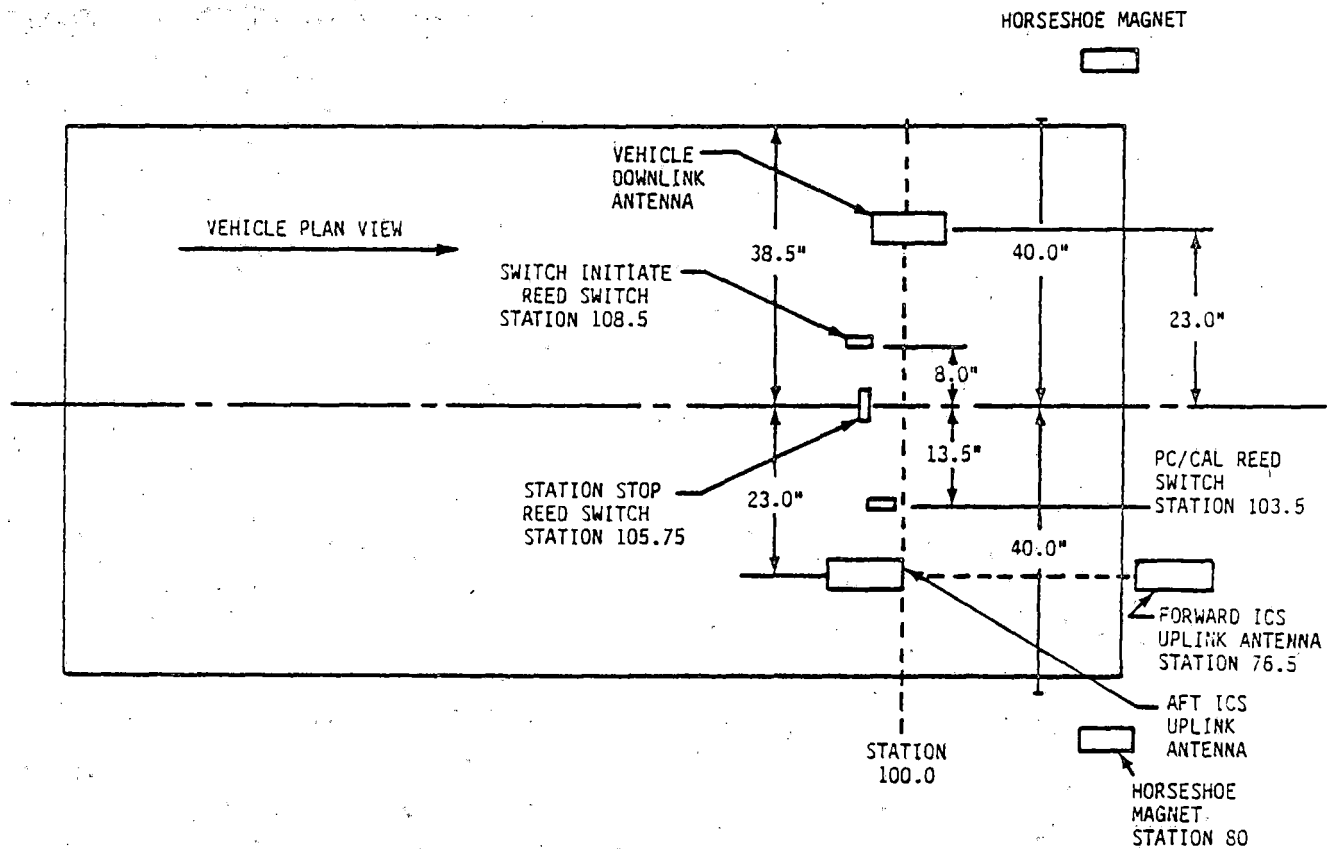 HORSESHOE MAGNET
VEHICLE
DOWNLINK
ANTENNA
VEHICLE PLAN VIEW
38.5"
40.0"
SWITCH INITIATE
REED SWITCH
STATION 108.5
23.0"
8.0"
13.5"
PC/CAL REED
SWITCH
STATION 103.5
STATION STOP
REED SWITCH
STATION 105.75
23.0"
40.0"
FORWARD ICS
UPLINK ANTENNA
STATION 76.5
AFT ICS
UPLINK
ANTENNA
STATION
100.0
HORSESHOE
MAGNET
STATION 80